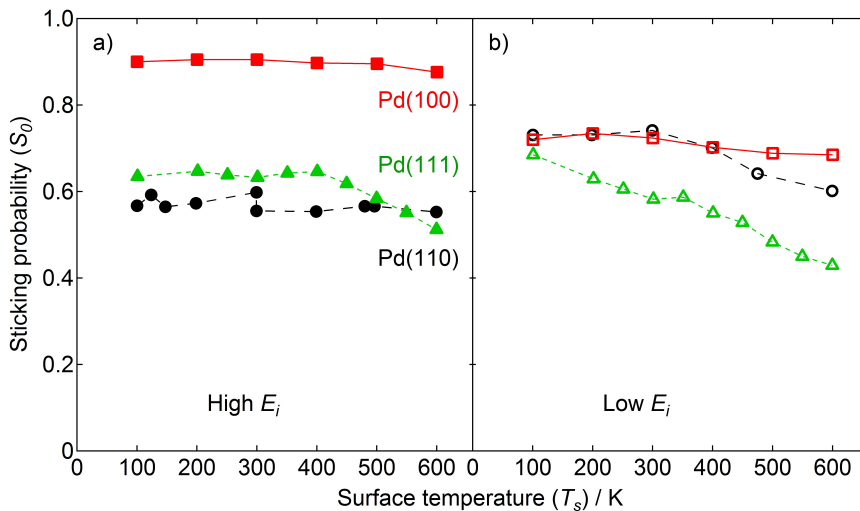 1.0
0.8
0.6
0.4
0.2
0
Sticking probability (S0)
a)
Pd(100)
Pd(111)
Pd(110)
High Ei
b)
Low Ei
0 100 200 300 400 500 600 0 100 200 300 400 500 600
Surface temperature (Ts) / K